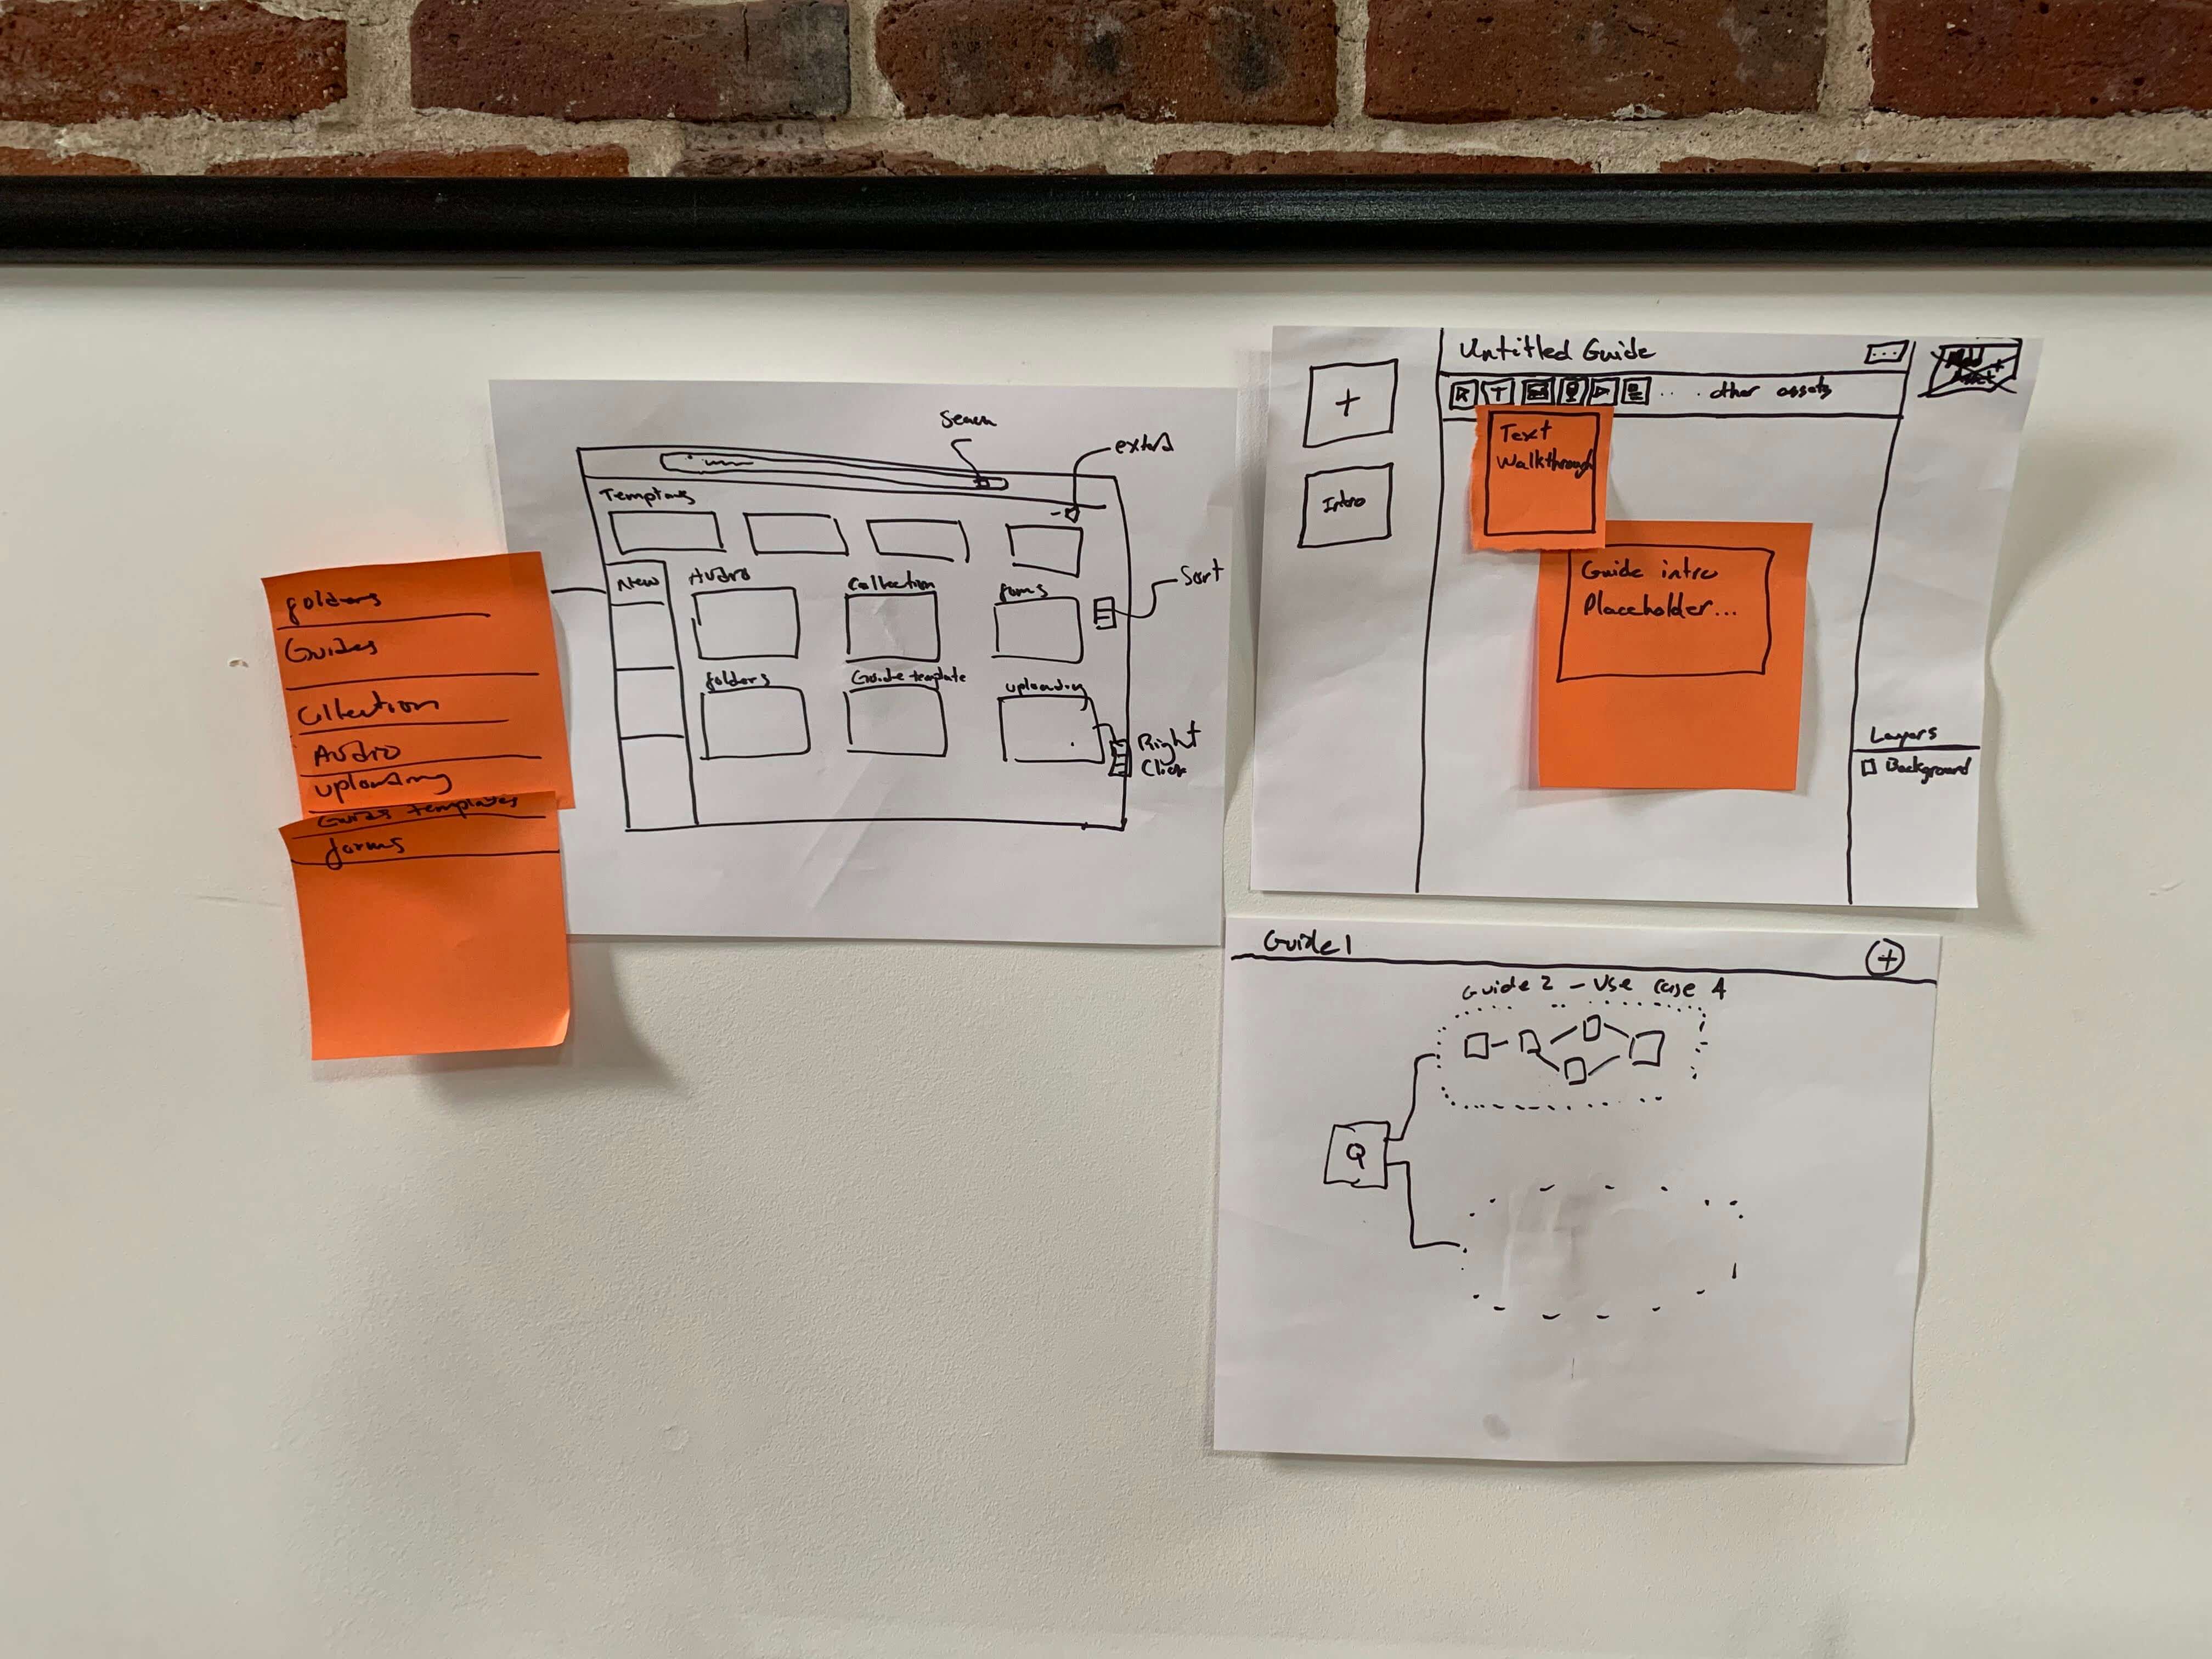 Search
extend
Templates
New
Audio
Collection
forms
Sort
folders
Guide template
uploading
Right
Click
folders
Guides
Collection
Audio
uploading
Guides templates
forms
Untitled Guide
...
T
... other assets
+
Intro
Text
Walkthrough
Guide intro
Placeholder...
Layers
Background
Guide 1
+
Guide 2 - Use case 4
Q